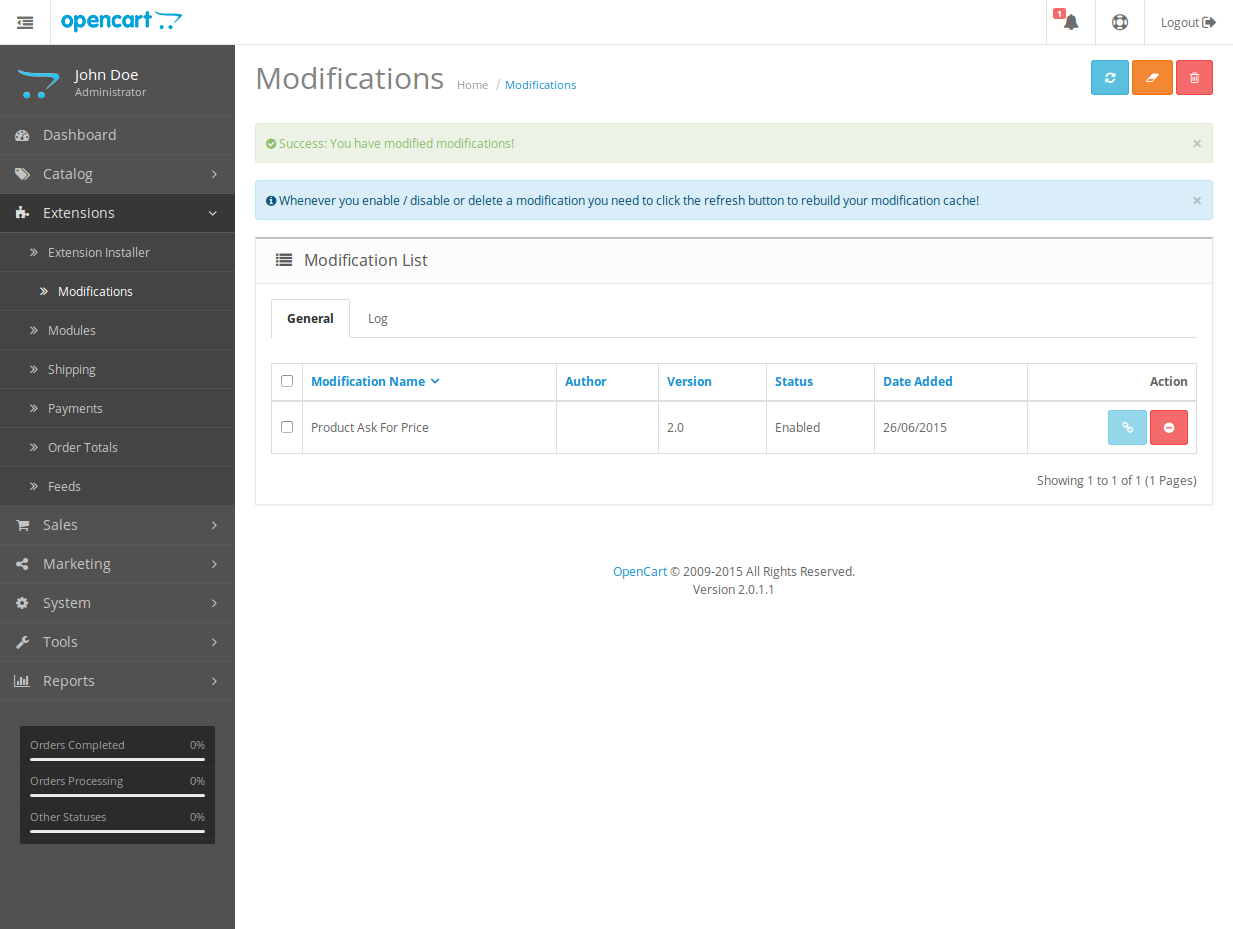 opencart
1
Logout
John Doe
Administrator
Dashboard
Catalog
Extensions
Extension Installer
Modifications
Modules
Shipping
Payments
Order Totals
Feeds
Sales
Marketing
System
Tools
Reports
Orders Completed 0%
Orders Processing 0%
Other Statuses 0%
Modifications Home / Modifications
Success: You have modified modifications! ×
Whenever you enable / disable or delete a modification you need to click the refresh button to rebuild your modification cache! ×
Modification List
General Log
Modification Name Author Version Status Date Added Action
Product Ask For Price 2.0 Enabled 26/06/2015
Showing 1 to 1 of 1 (1 Pages)
OpenCart © 2009-2015 All Rights Reserved.
Version 2.0.1.1